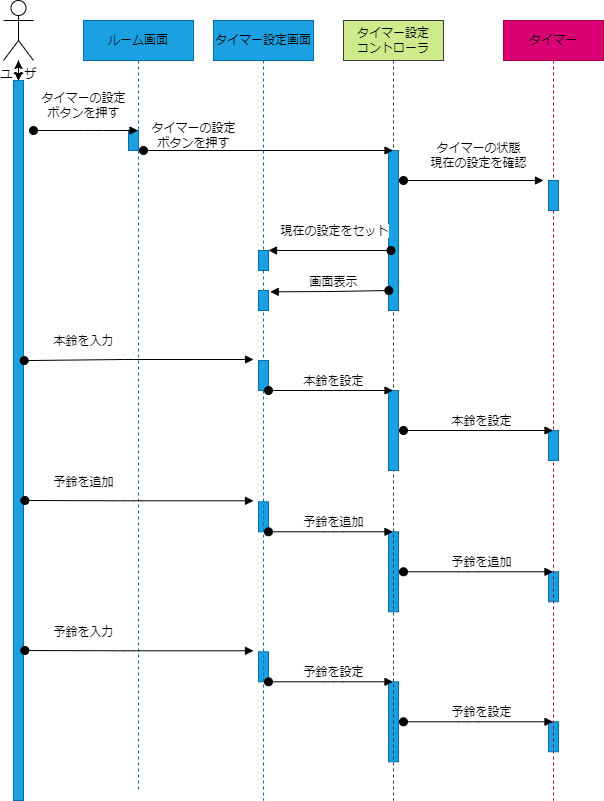 ルーム画面
タイマー設定画面
タイマー設定
コントローラ
タイマー
ユーザ
タイマーの設定
ボタンを押す
タイマーの設定
ボタンを押す
タイマーの状態
現在の設定を確認
現在の設定をセット
画面表示
本鈴を入力
本鈴を設定
本鈴を設定
予鈴を追加
予鈴を追加
予鈴を追加
予鈴を入力
予鈴を設定
予鈴を設定